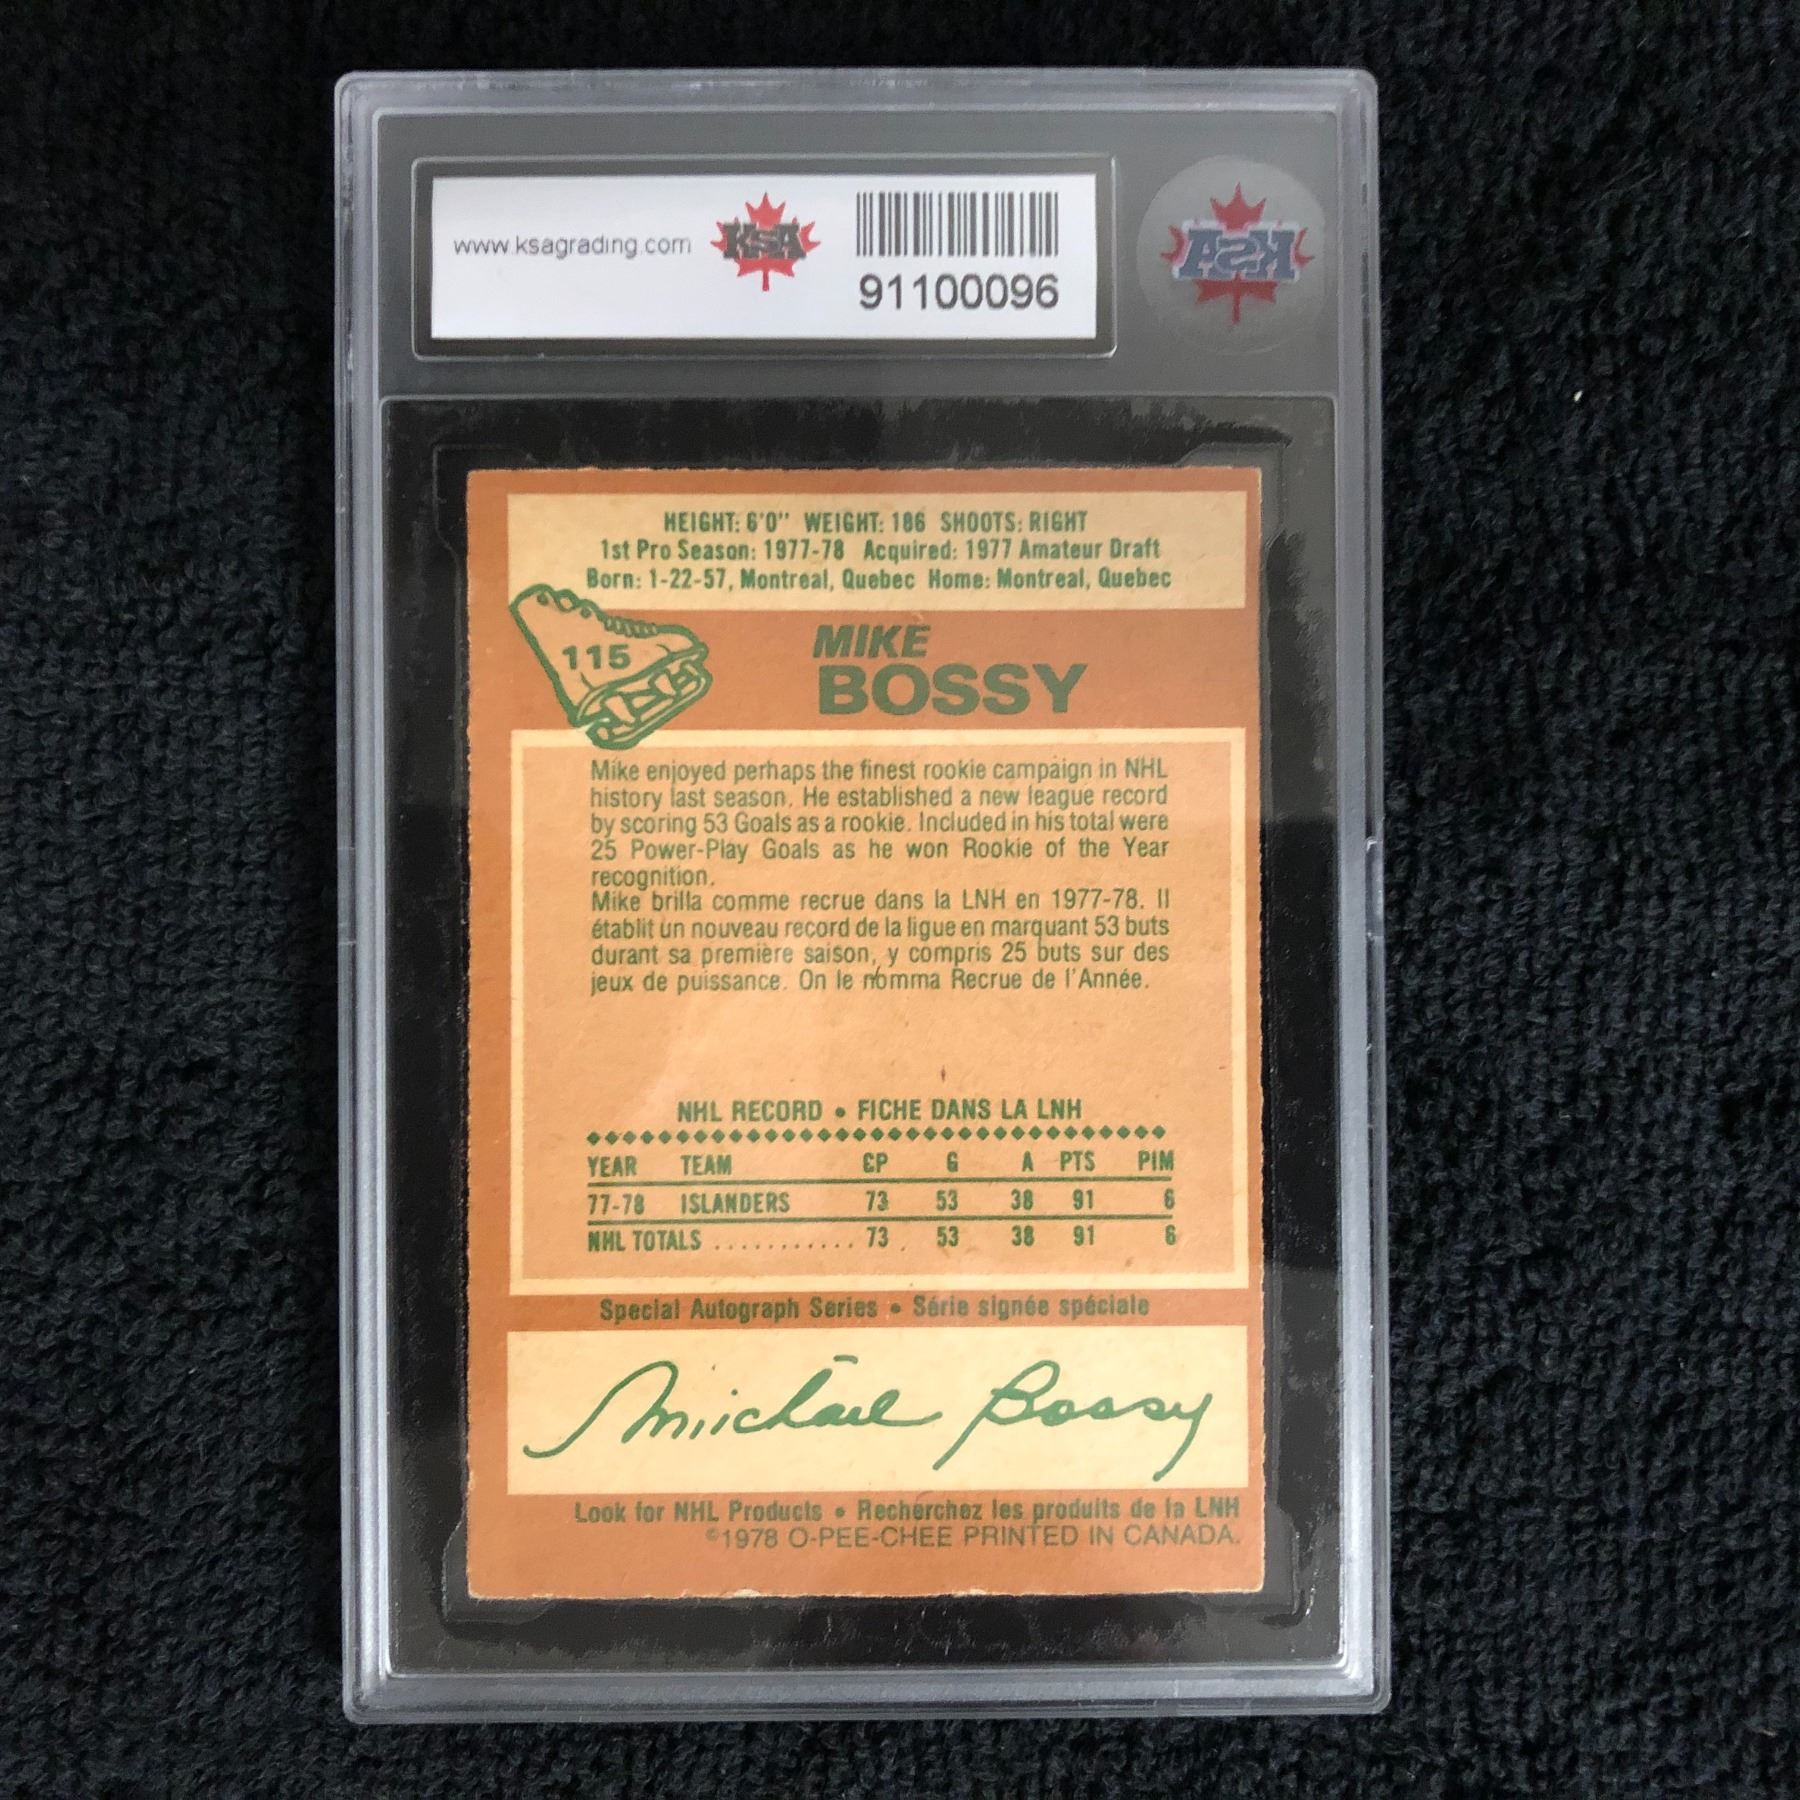 www.ksagrading.com
KSA
91100096
KSA
HEIGHT: 6'0" WEIGHT: 186 SHOOTS: RIGHT
1st Pro Season: 1977-78 Acquired: 1977 Amateur Draft
Born: 1-22-57, Montreal, Quebec Home: Montreal, Quebec
115
MIKE
BOSSY
Mike enjoyed perhaps the finest rookie campaign in NHL
history last season. He established a new league record
by scoring 53 Goals as a rookie. Included in his total were
25 Power-Play Goals as he won Rookie of the Year
recognition.
Mike brilla comme recrue dans la LNH en 1977-78. Il
établit un nouveau record de la ligue en marquant 53 buts
durant sa première saison, y compris 25 buts sur des
jeux de puissance. On le nomma Recrue de l'Année.
NHL RECORD • FICHE DANS LA LNH
YEAR TEAM GP G A PTS PIM
77-78 ISLANDERS 73 53 38 91 6
NHL TOTALS ........... 73 53 38 91 6
Special Autograph Series • Série signée spéciale
Michael Bossy
Look for NHL Products • Recherchez les produits de la LNH
©1978 O-PEE-CHEE PRINTED IN CANADA.